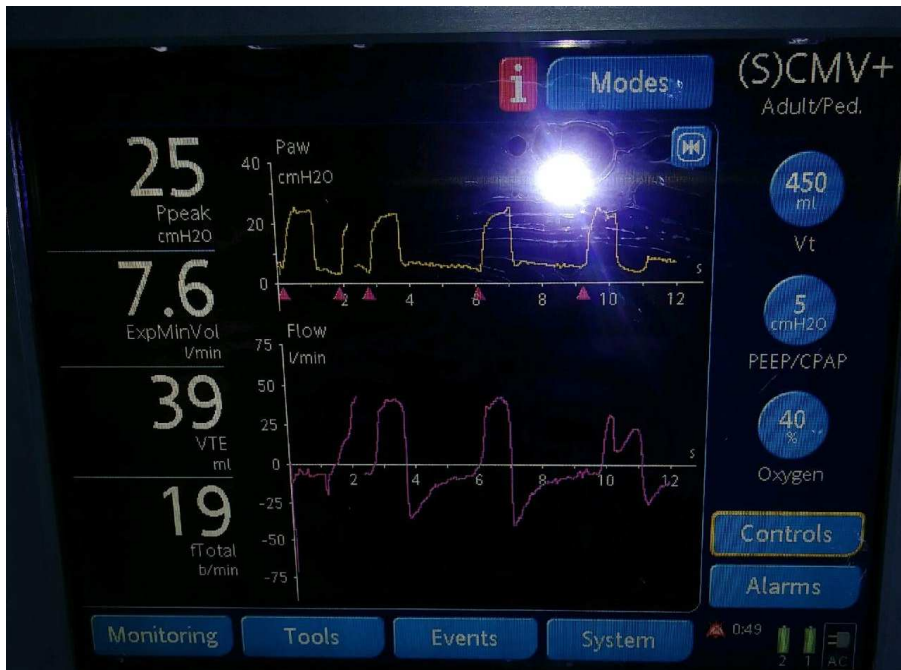 i
Modes
(S)CMV+
Adult/Ped.
25
Ppeak
cmH2O
7.6
ExpMinVol
l/min
39
VTE
ml
19
fTotal
b/min
Paw
40
cmH2O
20
0
2
4
6
8
10
12
s
Flow
75
l/min
50
25
0
2
4
6
8
10
12
s
-25
-50
-75
450
ml
Vt
5
cmH2O
PEEP/CPAP
40
%
Oxygen
Controls
Alarms
Monitoring
Tools
Events
System
0:49
2 1 AC